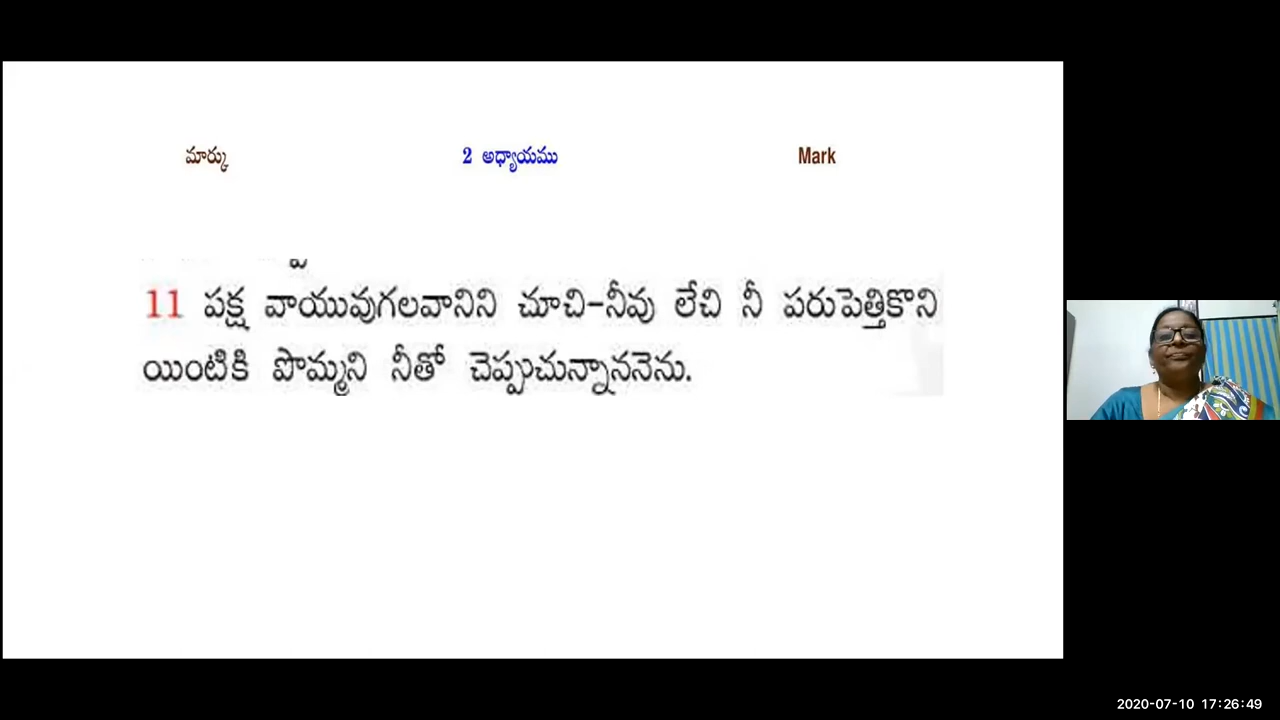 మార్కు 2 అధ్యాయము Mark
11 పక్ష వాయువుగలవానిని చూచి-నీవు లేచి నీ పరుపెత్తికొని
యింటికి పొమ్మని నీతో చెప్పుచున్నాననెను.
2020-07-10 17:26:49